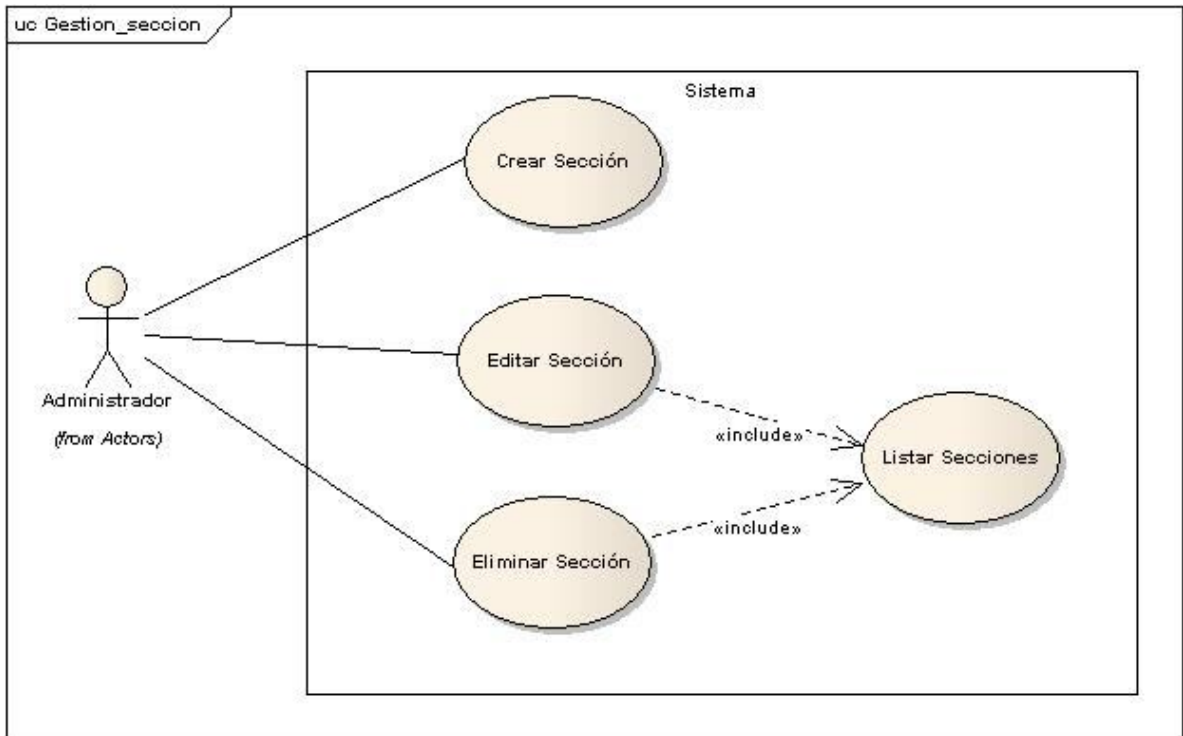 uc Gestion_seccion
Sistema
Crear Sección
Administrador
(from Actors)
Editar Sección
«include»
Listar Secciones
«include»
Eliminar Sección